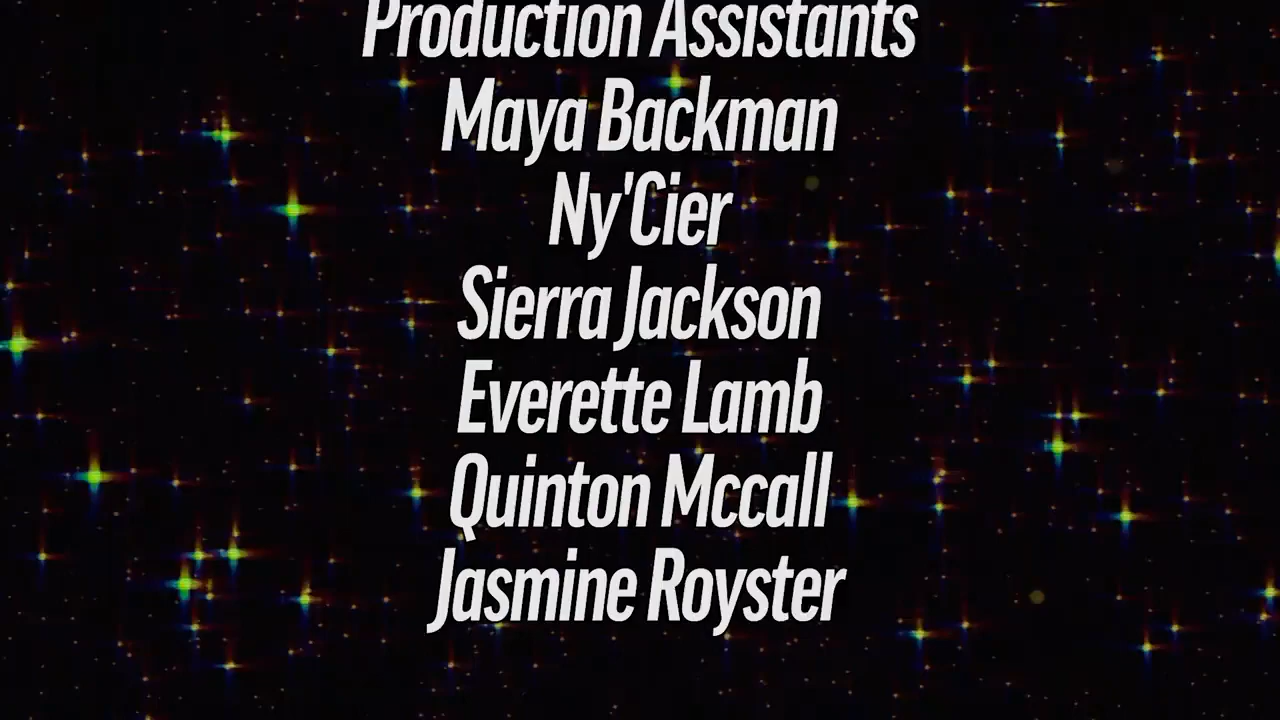 Production Assistants
Maya Backman
Ny'Cier
Sierra Jackson
Everette Lamb
Quinton Mccall
Jasmine Royster